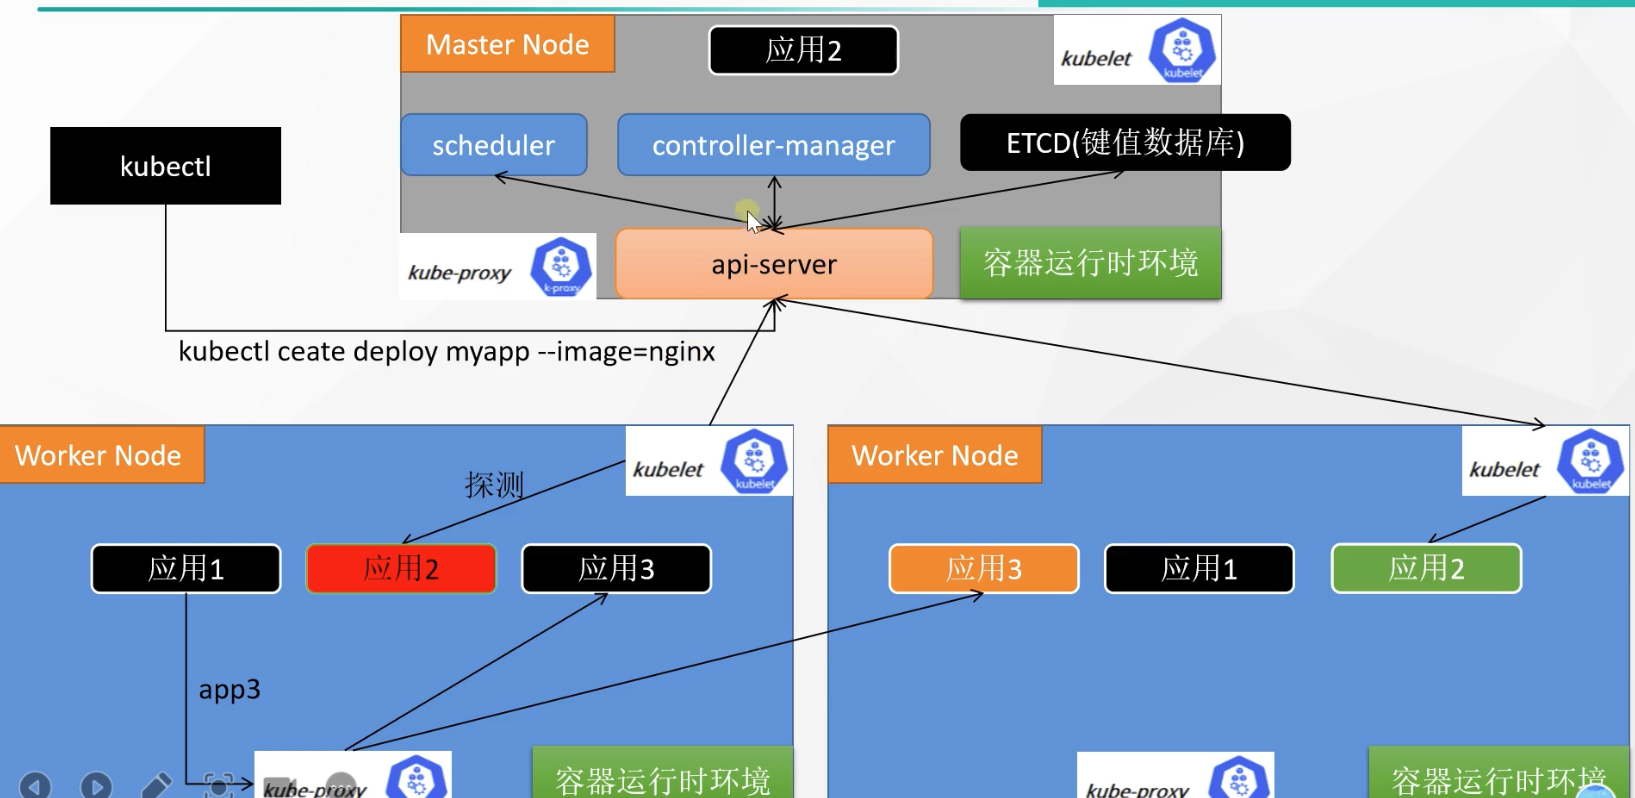 Master Node
应用2
kubelet
kubelet
kubectl
scheduler
controller-manager
ETCD(键值数据库)
kube-proxy
k-proxy
api-server
容器运行时环境
kubectl ceate deploy myapp --image=nginx
Worker Node
探测
kubelet
kubelet
应用1
应用2
应用3
app3
kube-proxy
容器运行时环境
Worker Node
kubelet
kubelet
应用3
应用1
应用2
kube-proxy
容器运行时环境